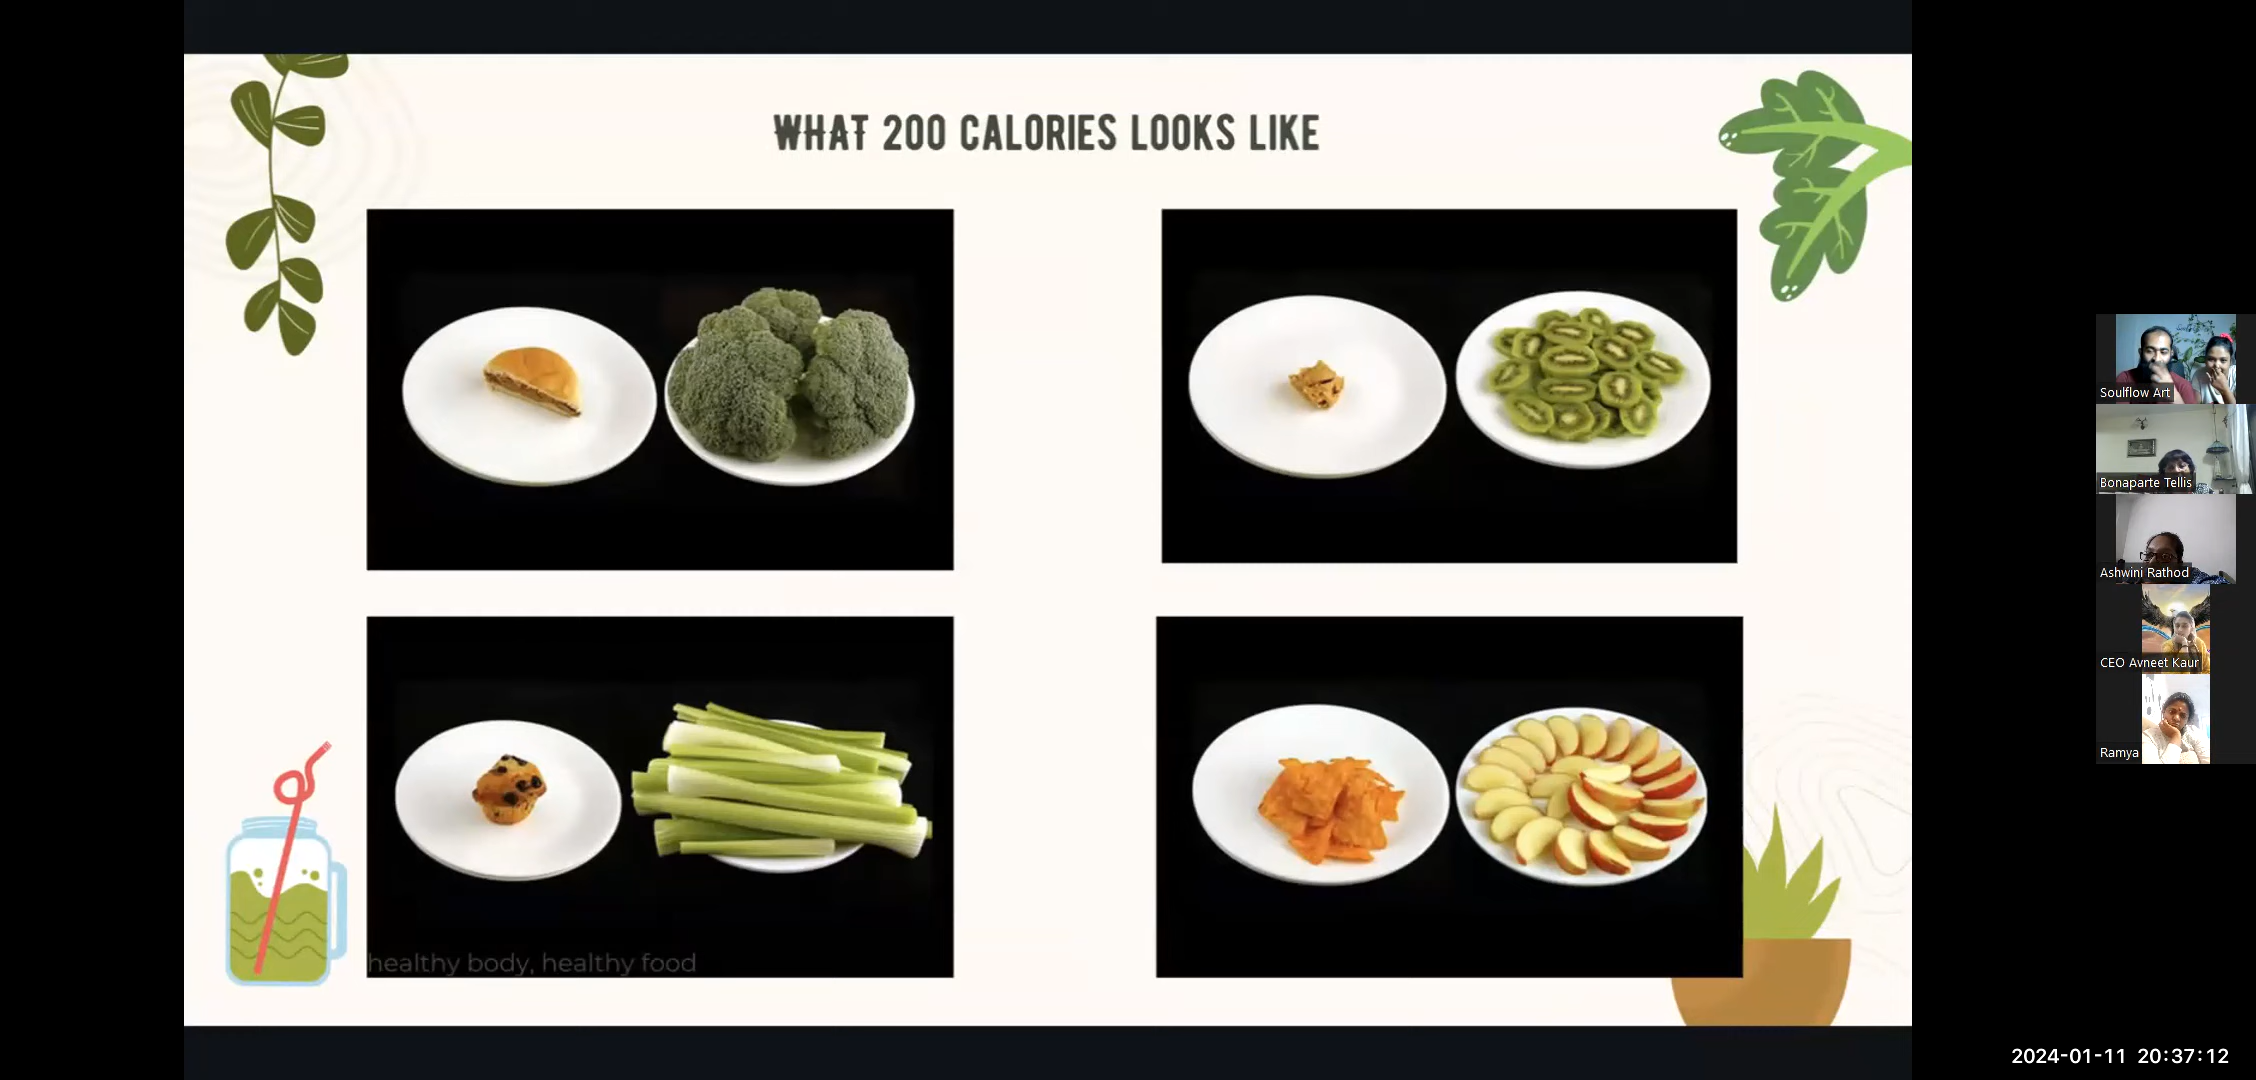 WHAT 200 CALORIES LOOKS LIKE
healthy body, healthy food
Soulflow Art
Bonaparte Tellis
Ashwini Rathod
CEO Avneet Kaur
Ramya
2024-01-11 20:37:12